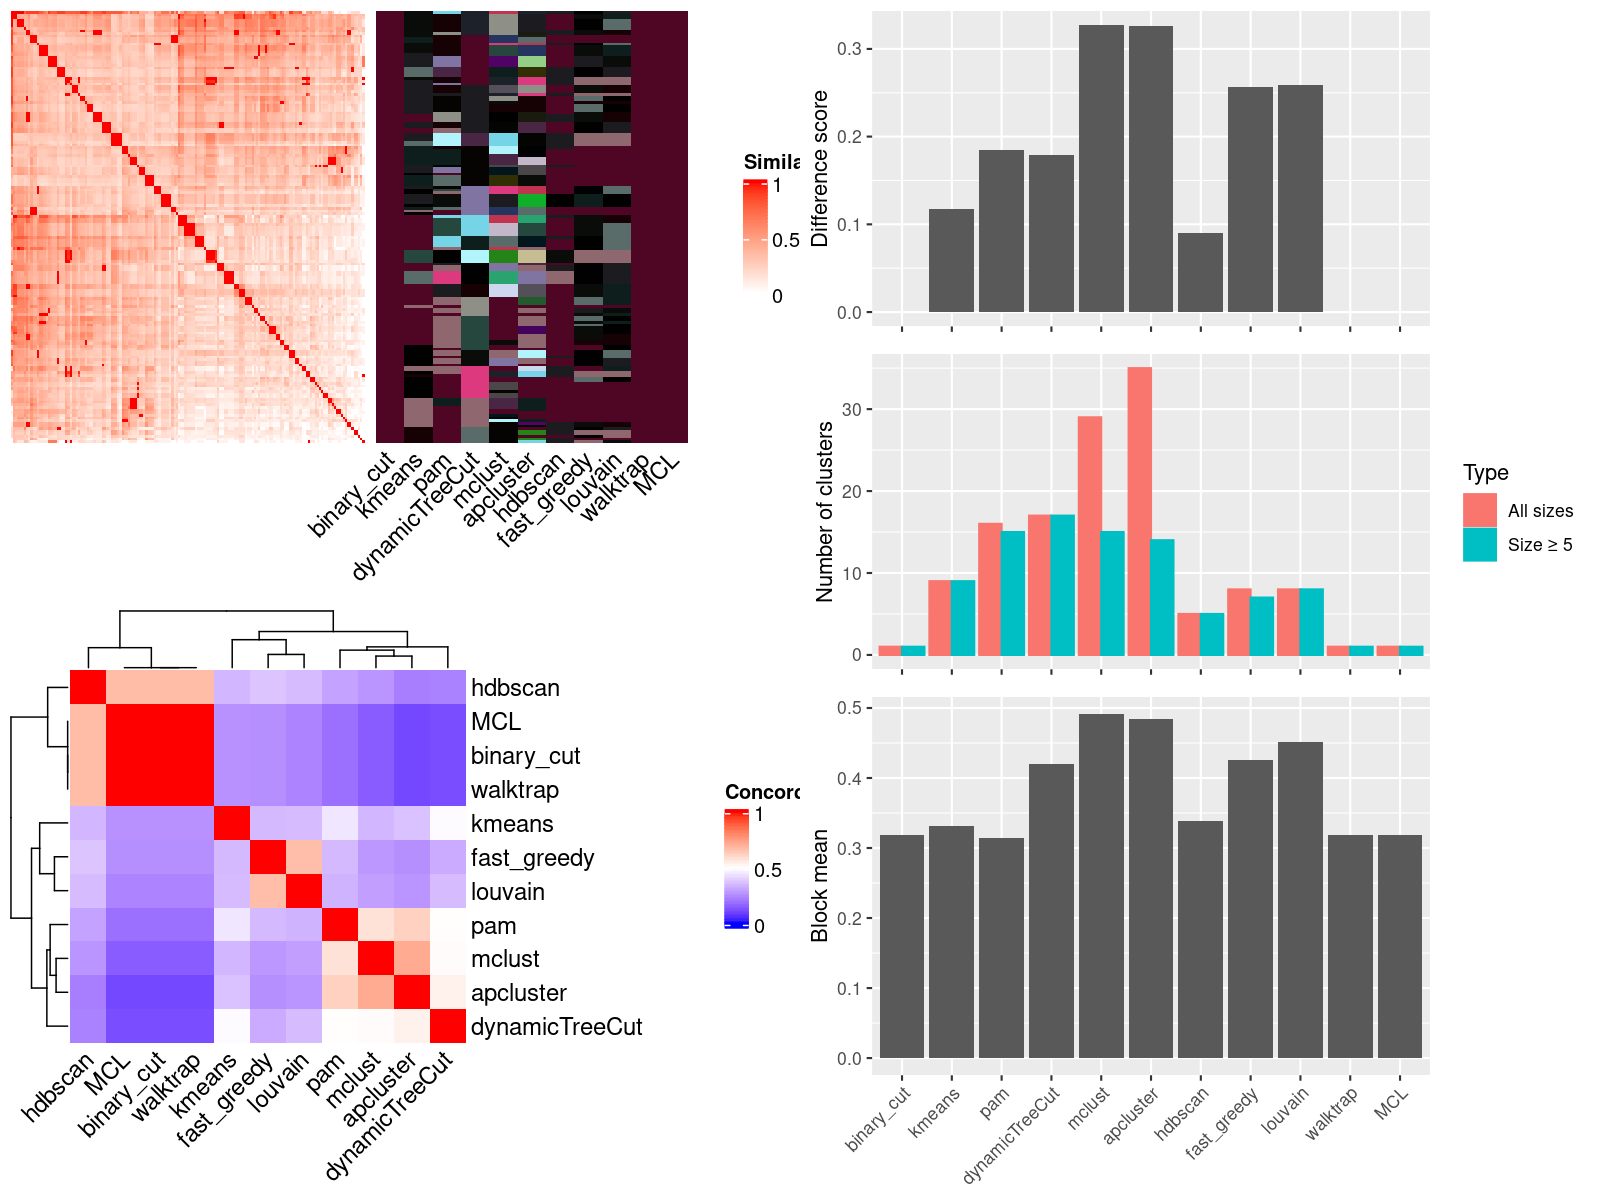 Simila
1
0.5
0
binary_cut
kmeans
pam
dynamicTreeCut
mclust
apcluster
hdbscan
fast_greedy
louvain
walktrap
MCL
hdbscan
MCL
binary_cut
walktrap
kmeans
fast_greedy
louvain
pam
mclust
apcluster
dynamicTreeCut
hdbscan
MCL
binary_cut
walktrap
kmeans
fast_greedy
louvain
pam
mclust
apcluster
dynamicTreeCut
Concord
1
0.5
0
Difference score
0.3
0.2
0.1
0.0
Number of clusters
30
20
10
0
Type
All sizes
Size ≥ 5
Block mean
0.5
0.4
0.3
0.2
0.1
0.0
binary_cut
kmeans
pam
dynamicTreeCut
mclust
apcluster
hdbscan
fast_greedy
louvain
walktrap
MCL